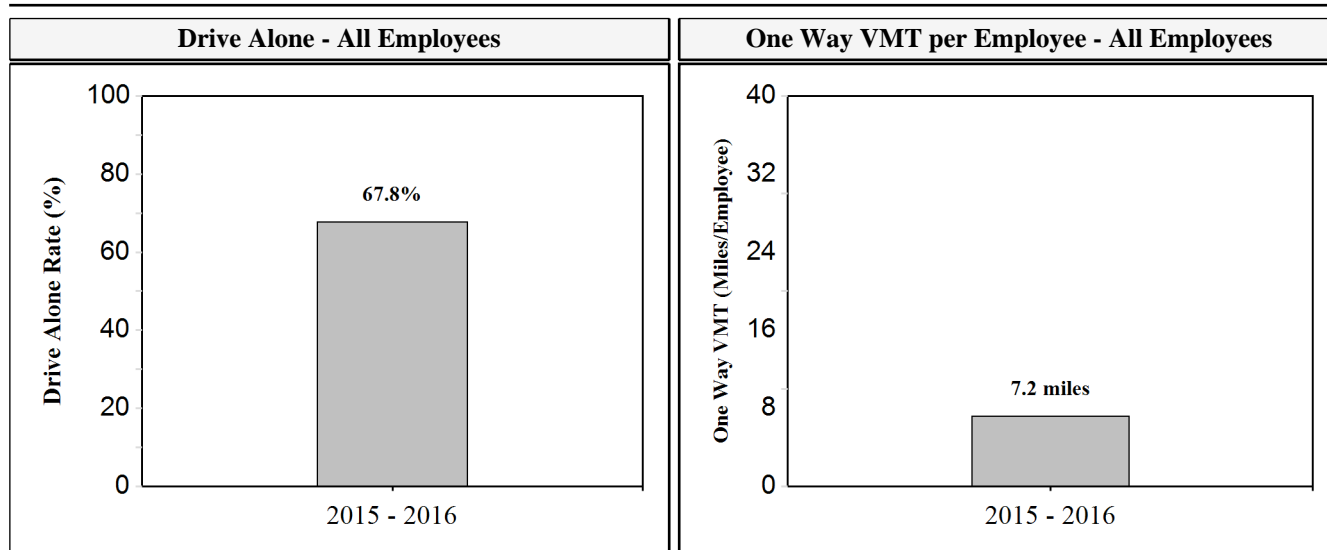 Drive Alone - All Employees
Drive Alone Rate (%)
100
80
60
40
20
0
67.8%
2015 - 2016
One Way VMT per Employee - All Employees
One Way VMT (Miles/Employee)
40
32
24
16
8
0
7.2 miles
2015 - 2016